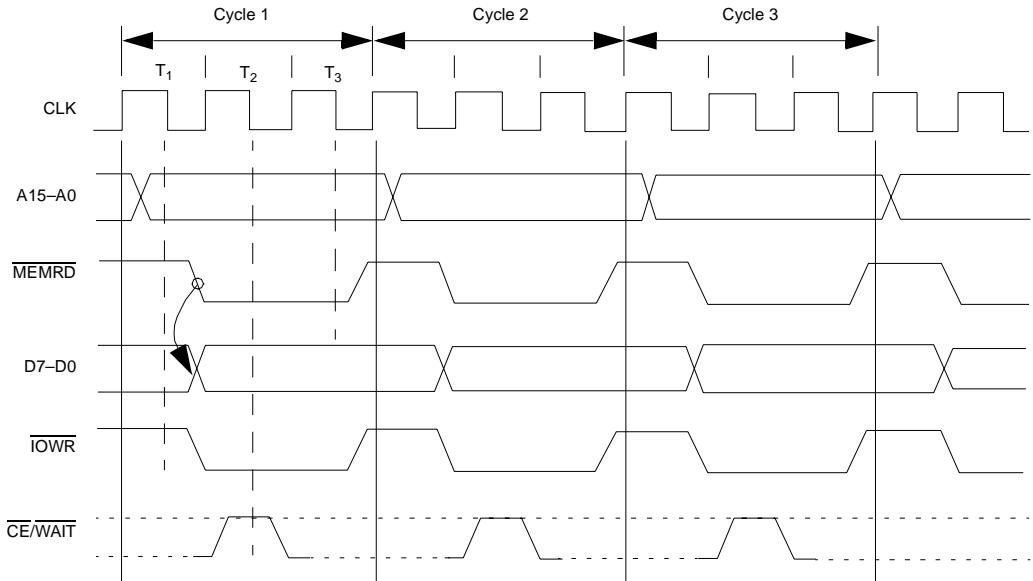 Cycle 1 Cycle 2 Cycle 3
T1 T2 T3
CLK
A15–A0
MEMRD
D7–D0
IOWR
CE/WAIT